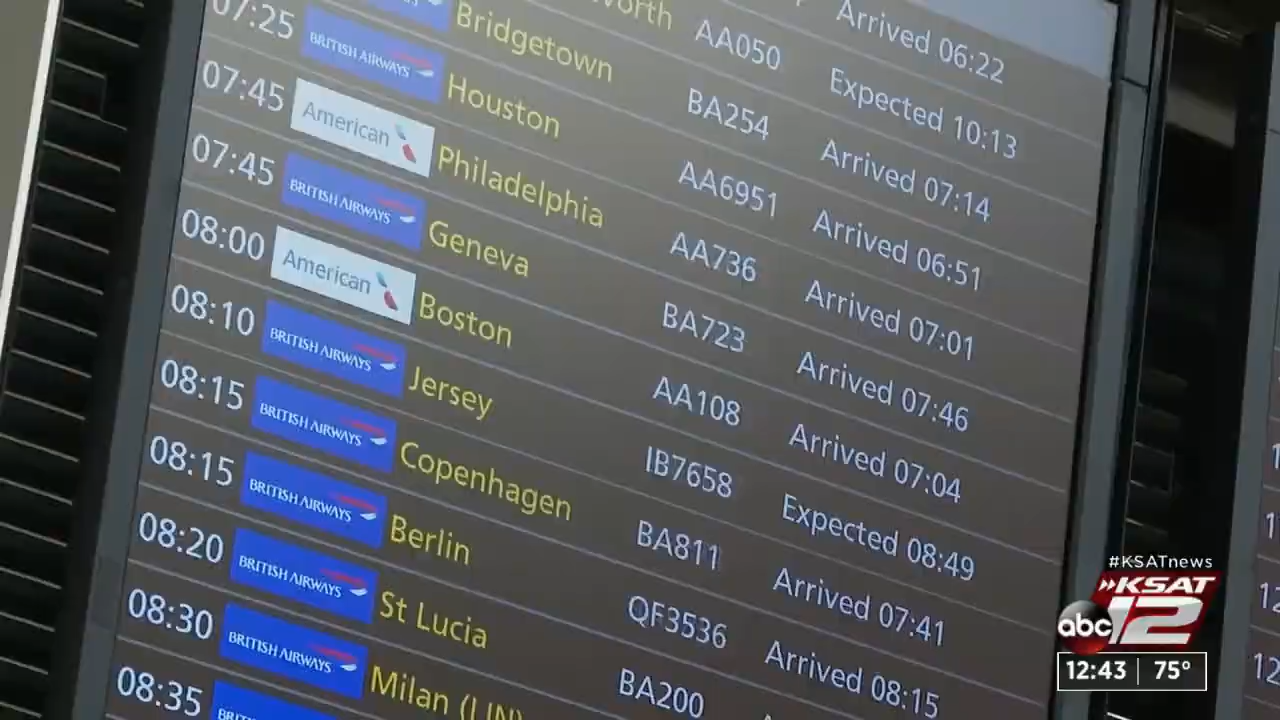 Arrived 06:22
AA050 Expected 10:13
Bridgetown BA254 Arrived 07:14
07:25 BRITISH AIRWAYS Houston AA6951 Arrived 06:51
07:45 American Philadelphia AA736 Arrived 07:01
07:45 BRITISH AIRWAYS Geneva BA723 Arrived 07:46
08:00 American Boston AA108 Arrived 07:04
08:10 BRITISH AIRWAYS Jersey IB7658 Expected 08:49
08:15 BRITISH AIRWAYS Copenhagen BA811 Arrived 07:41
08:15 BRITISH AIRWAYS Berlin QF3536 Arrived 08:15
08:20 BRITISH AIRWAYS St Lucia BA200
08:30 BRITISH AIRWAYS Milan (LIN)
08:35
#KSATnews
KSAT
abc 12
12:43 75°